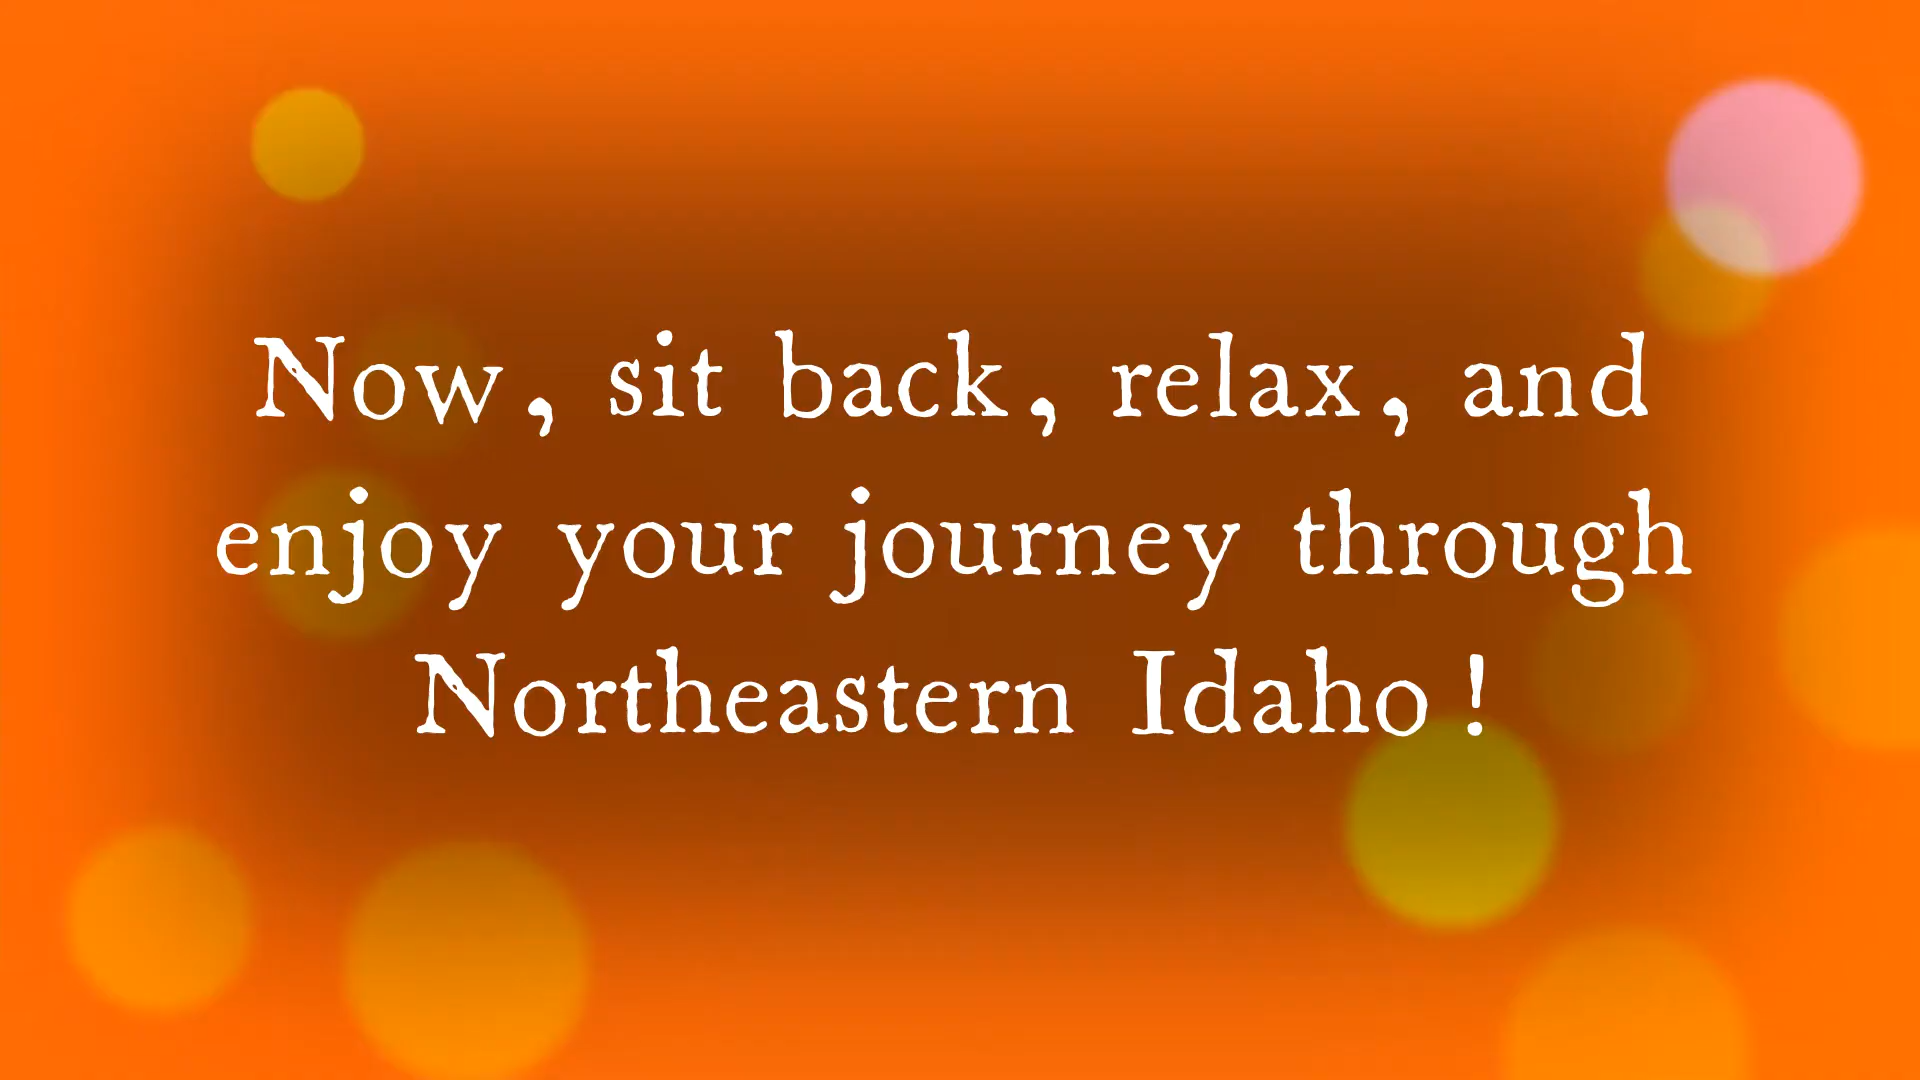 Now, sit back, relax, and
enjoy your journey through
Northeastern Idaho!